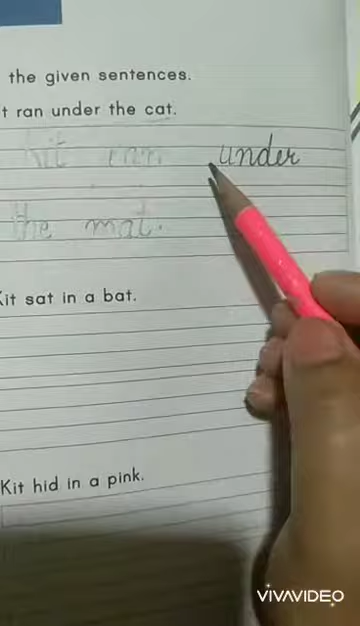 the given sentences.
t ran under the cat.
Kit ran under
the mat.
Kit sat in a bat.
Kit hid in a pink.
VIVAVIDEO